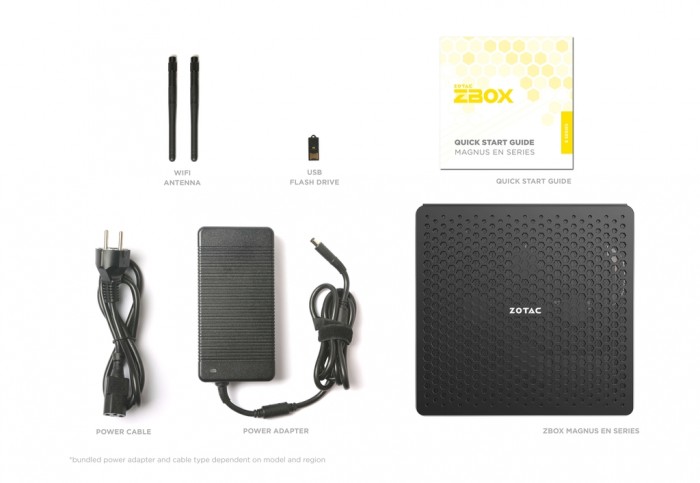 ZOTAC
ZBOX
QUICK START GUIDE
MAGNUS EN SERIES
WIFI
ANTENNA
USB
FLASH DRIVE
QUICK START GUIDE
ZOTAC
POWER CABLE
POWER ADAPTER
ZBOX MAGNUS EN SERIES
*bundled power adapter and cable type dependent on model and region